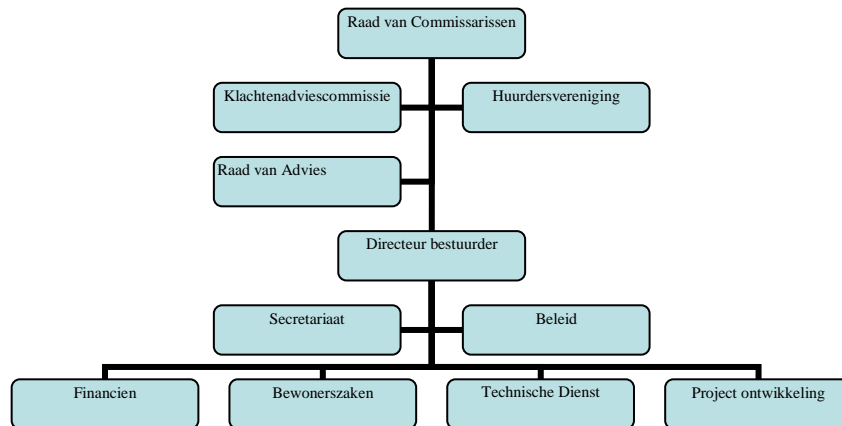 Raad van Commissarissen
Klachtenadviescommissie
Huurdersvereniging
Raad van Advies
Directeur bestuurder
Secretariaat
Beleid
Financien
Bewonerszaken
Technische Dienst
Project ontwikkeling